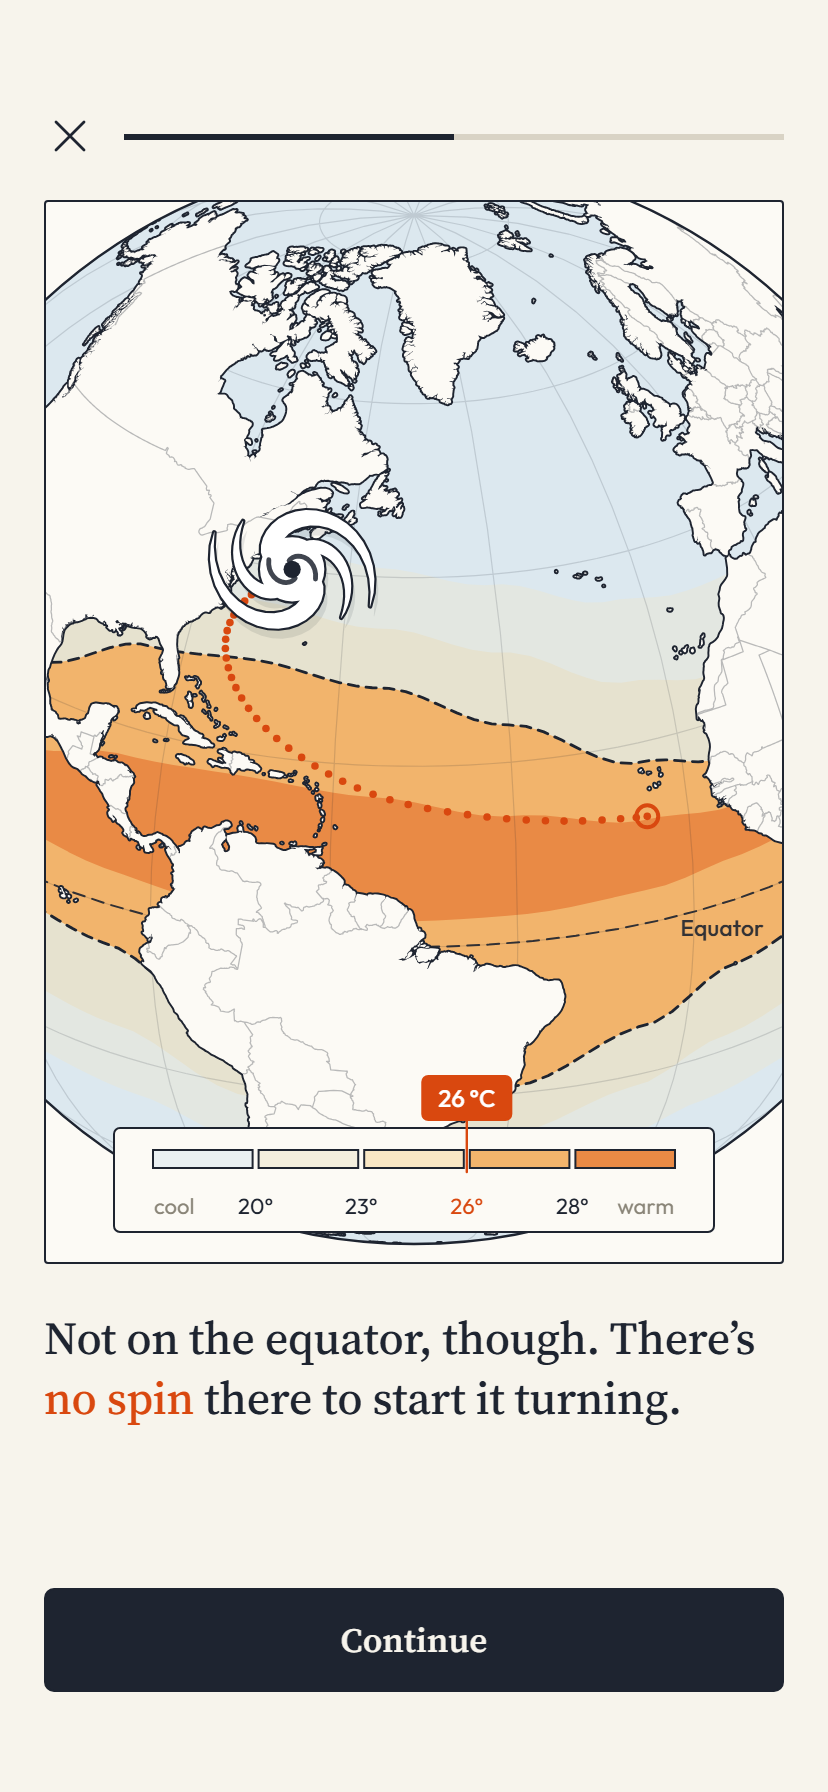 Equator
26 °C
cool 20° 23° 26° 28° warm
Not on the equator, though. There’s
no spin there to start it turning.
Continue